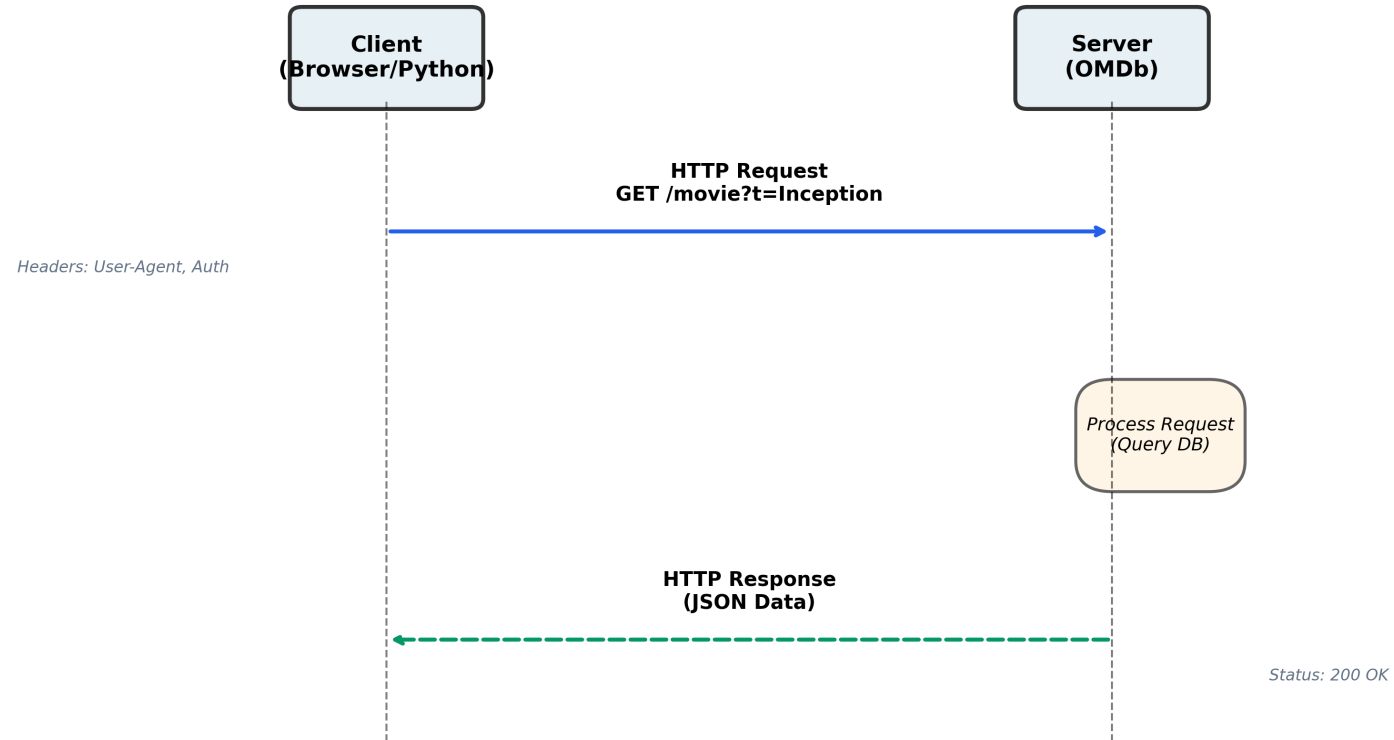 Client
(Browser/Python)
Server
(OMDb)
HTTP Request
GET /movie?t=Inception
Headers: User-Agent, Auth
Process Request
(Query DB)
HTTP Response
(JSON Data)
Status: 200 OK